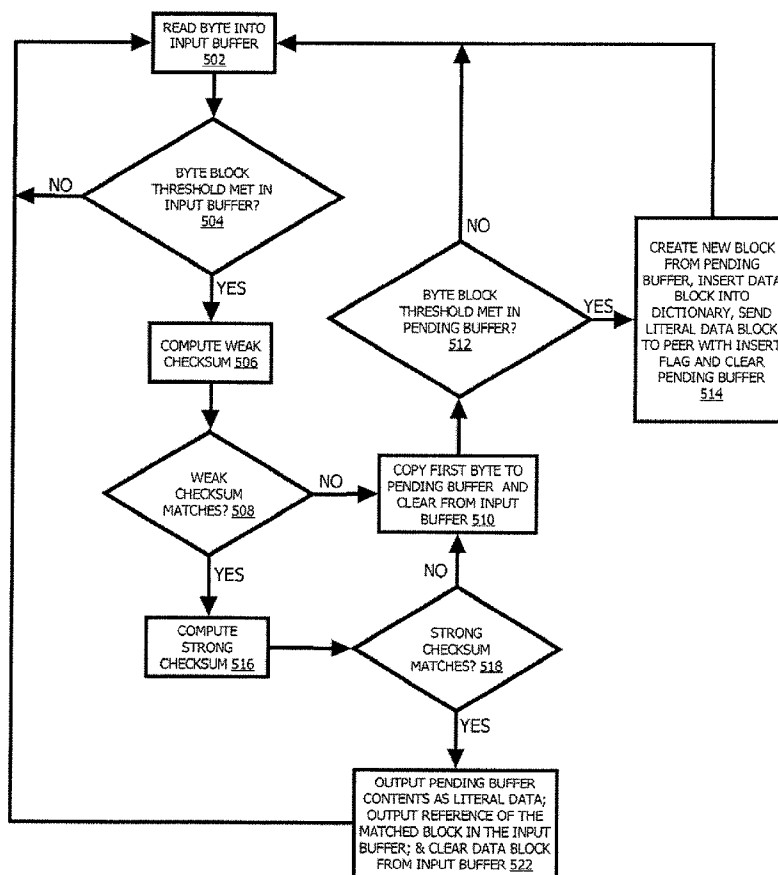 READ BYTE INTO
INPUT BUFFER
502
BYTE BLOCK
THRESHOLD MET IN
INPUT BUFFER?
504
NO
YES
COMPUTE WEAK
CHECKSUM 506
WEAK
CHECKSUM
MATCHES? 508
NO
YES
COPY FIRST BYTE TO
PENDING BUFFER AND
CLEAR FROM INPUT
BUFFER 510
BYTE BLOCK
THRESHOLD MET IN
PENDING BUFFER?
512
NO
YES
CREATE NEW BLOCK
FROM PENDING
BUFFER, INSERT DATA
BLOCK INTO
DICTIONARY, SEND
LITERAL DATA BLOCK
TO PEER WITH INSERT
FLAG AND CLEAR
PENDING BUFFER
514
COMPUTE
STRONG
CHECKSUM 516
STRONG
CHECKSUM
MATCHES? 518
NO
YES
OUTPUT PENDING BUFFER
CONTENTS AS LITERAL DATA;
OUTPUT REFERENCE OF THE
MATCHED BLOCK IN THE INPUT
BUFFER; & CLEAR DATA BLOCK
FROM INPUT BUFFER 522